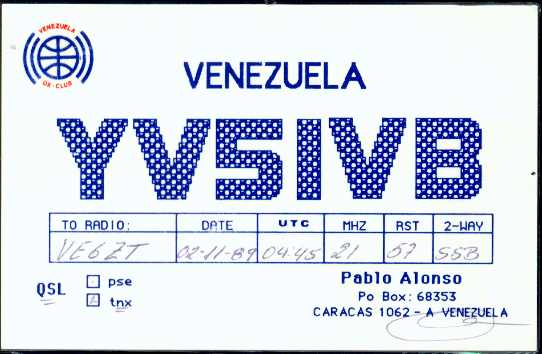 VENEZUELA
DX-CLUB
VENEZUELA
YV5IVB
TO RADIO: DATE UTC MHZ RST 2-WAY
VE6ZT 02-11-89 04:45 21 57 SSB
QSL pse
tnx
Pablo Alonso
Po Box: 68353
CARACAS 1062 - A VENEZUELA